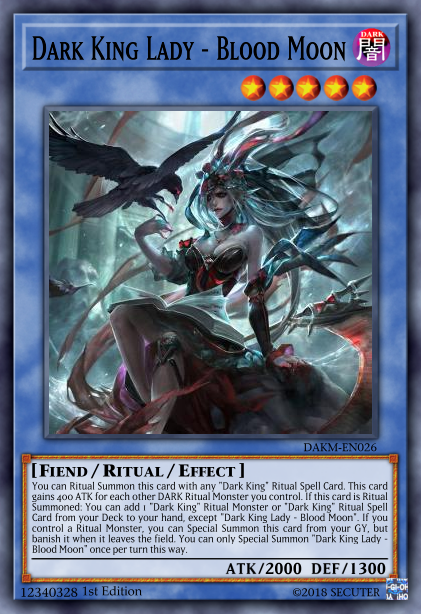 Dark King Lady - Blood Moon
DARK
闇
DAKM-EN026
[Fiend / Ritual / Effect]
You can Ritual Summon this card with any "Dark King" Ritual Spell Card. This card
gains 400 ATK for each other DARK Ritual Monster you control. If this card is Ritual
Summoned: You can add 1 "Dark King" Ritual Monster or "Dark King" Ritual Spell
Card from your Deck to your hand, except "Dark King Lady - Blood Moon". If you
control a Ritual Monster, you can Special Summon this card from your GY, but
banish it when it leaves the field. You can only Special Summon "Dark King Lady -
Blood Moon" once per turn this way.
ATK/2000 DEF/1300
12340328 1st Edition
©2018 SECUTER